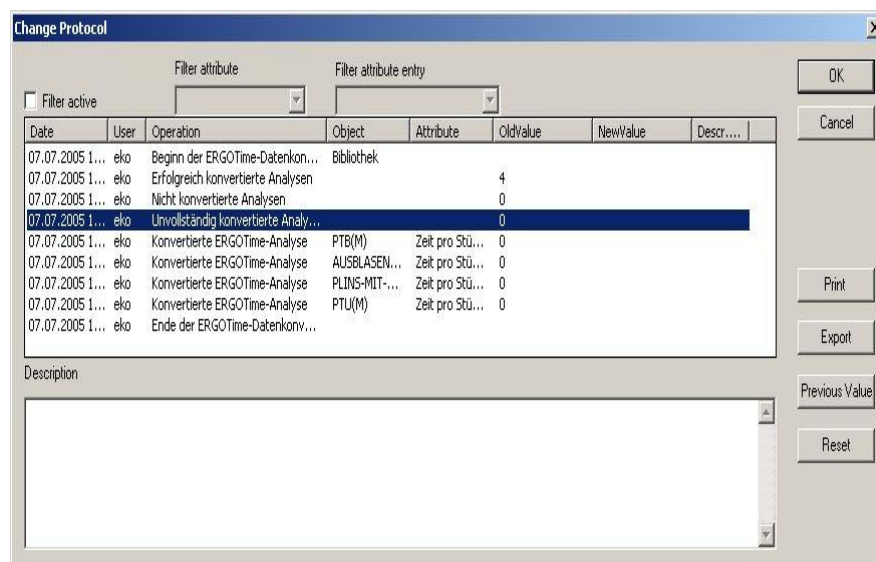 Change Protocol
Filter attribute Filter attribute entry
Filter active
OK
Cancel
Date User Operation Object Attribute OldValue NewValue Descr....
07.07.2005 1... eko Beginn der ERGOTime-Datenkon... Bibliothek
07.07.2005 1... eko Erfolgreich konvertierte Analysen 4
07.07.2005 1... eko Nicht konvertierte Analysen 0
07.07.2005 1... eko Unvollständig konvertierte Analy... 0
07.07.2005 1... eko Konvertierte ERGOTime-Analyse PTB(M) Zeit pro Stü... 0
07.07.2005 1... eko Konvertierte ERGOTime-Analyse AUSBLASEN... Zeit pro Stü... 0
07.07.2005 1... eko Konvertierte ERGOTime-Analyse PLINS-MIT-... Zeit pro Stü... 0
07.07.2005 1... eko Konvertierte ERGOTime-Analyse PTU(M) Zeit pro Stü... 0
07.07.2005 1... eko Ende der ERGOTime-Datenkonv...
Print
Export
Description
Previous Value
Reset